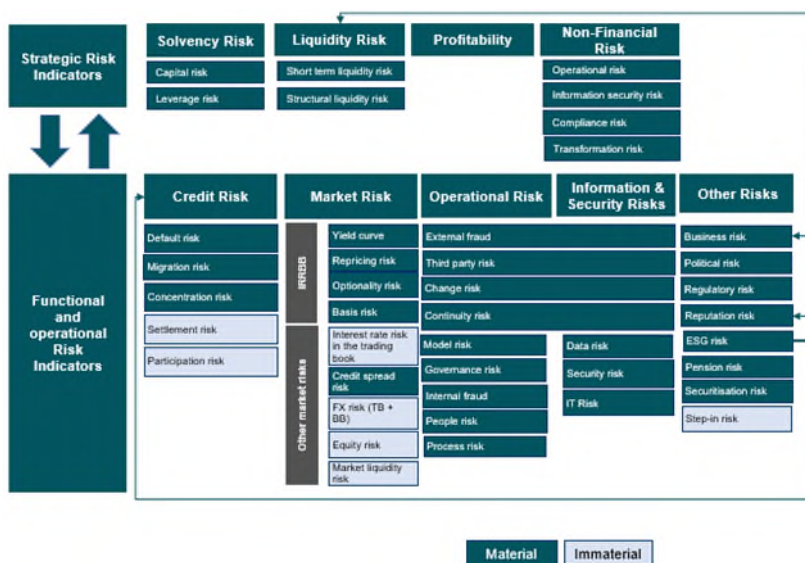 Strategic Risk
Indicators
Solvency Risk
Capital risk
Leverage risk
Liquidity Risk
Short term liquidity risk
Structural liquidity risk
Profitability
Non-Financial
Risk
Operational risk
Information security risk
Compliance risk
Transformation risk
Functional
and
operational
Risk
Indicators
Credit Risk
Default risk
Migration risk
Concentration risk
Settlement risk
Participation risk
Market Risk
IRRBB
Yield curve
Repricing risk
Optionality risk
Basis risk
Other market risks
Interest rate risk
in the trading
book
Credit spread
risk
FX risk (TB +
BB)
Equity risk
Market liquidity
risk
Operational Risk
External fraud
Third party risk
Change risk
Continuity risk
Model risk
Governance risk
Internal fraud
People risk
Process risk
Information &
Security Risks
Data risk
Security risk
IT Risk
Other Risks
Business risk
Political risk
Regulatory risk
Reputation risk
ESG risk
Pension risk
Securitisation risk
Step-in risk
Material
Immaterial